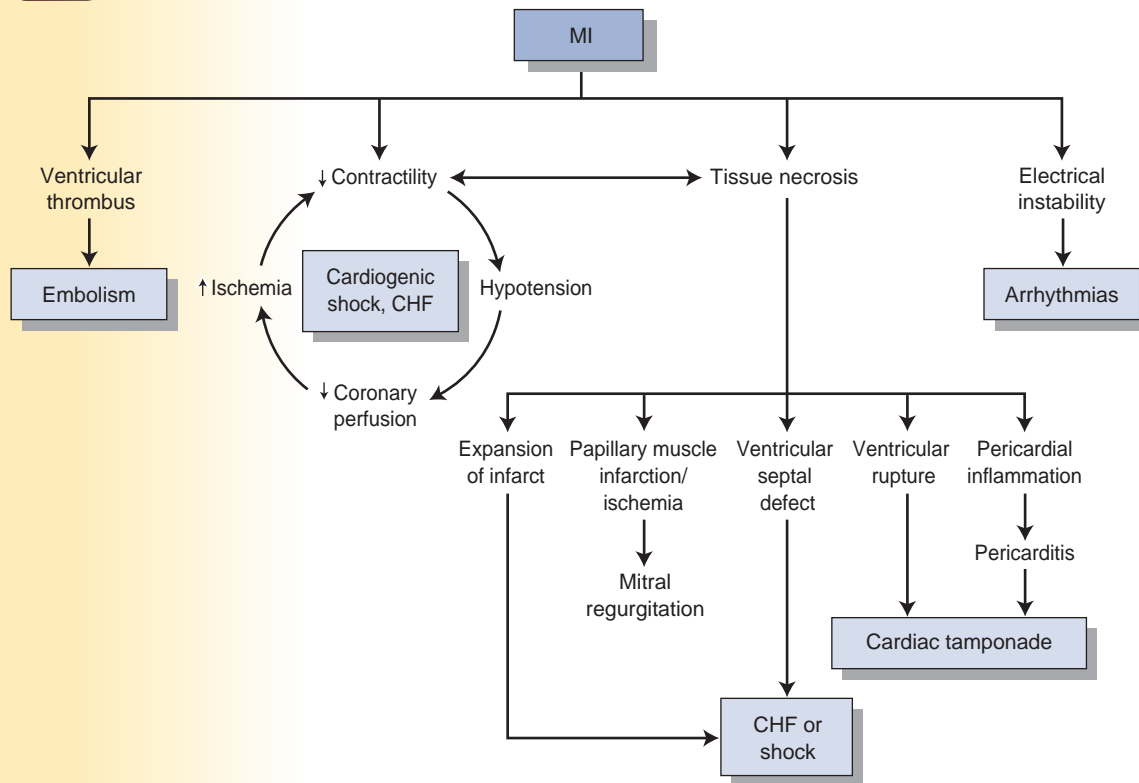 MI
Ventricular
thrombus
Embolism
↓ Contractility
Hypotension
↓ Coronary
perfusion
↑ Ischemia
Cardiogenic
shock, CHF
Tissue necrosis
Electrical
instability
Arrhythmias
Expansion
of infarct
Papillary muscle
infarction/
ischemia
Mitral
regurgitation
Ventricular
septal
defect
Ventricular
rupture
Pericardial
inflammation
Pericarditis
Cardiac tamponade
CHF or
shock